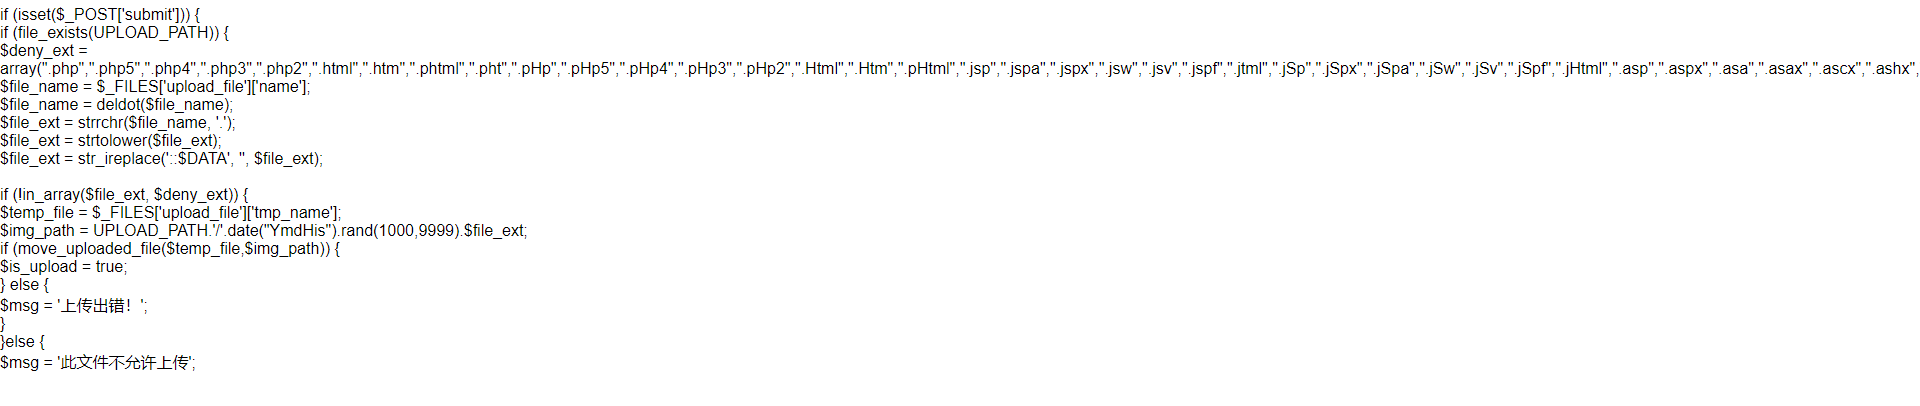 if (isset($_POST['submit'])) {
if (file_exists(UPLOAD_PATH)) {
$deny_ext =
array(".php",".php5",".php4",".php3",".php2",".html",".htm",".phtml",".pht",".pHp",".pHp5",".pHp4",".pHp3",".pHp2",".Html",".Htm",".pHtml",".jsp",".jspa",".jspx",".jsw",".jsv",".jspf",".jtml",".jSp",".jSpx",".jSpa",".jSw",".jSv",".jSpf",".jHtml",".asp",".aspx",".asa",".asax",".ascx",".ashx",
$file_name = $_FILES['upload_file']['name'];
$file_name = deldot($file_name);
$file_ext = strrchr($file_name, '.');
$file_ext = strtolower($file_ext);
$file_ext = str_ireplace('::$DATA', '', $file_ext);
if (!in_array($file_ext, $deny_ext)) {
$temp_file = $_FILES['upload_file']['tmp_name'];
$img_path = UPLOAD_PATH.'/'.date("YmdHis").rand(1000,9999).$file_ext;
if (move_uploaded_file($temp_file,$img_path)) {
$is_upload = true;
} else {
$msg = '上传出错！';
}
}else {
$msg = '此文件不允许上传';